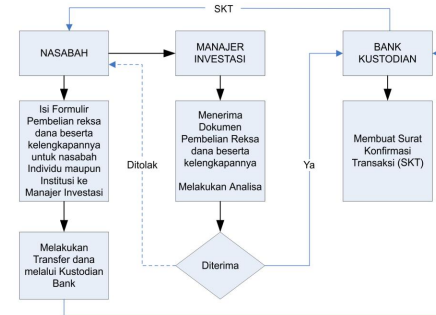 SKT
NASABAH
MANAJER
INVESTASI
BANK
KUSTODIAN
Isi Formulir
Pembelian reksa
dana beserta
kelengkapannya
untuk nasabah
Individu maupun
Institusi ke
Manajer Investasi
Ditolak
Menerima
Dokumen
Pembelian Reksa
dana beserta
kelengkapannya
Melakukan Analisa
Ya
Membuat Surat
Konfirmasi
Transaksi (SKT)
Melakukan
Transfer dana
melalui Kustodian
Bank
Diterima